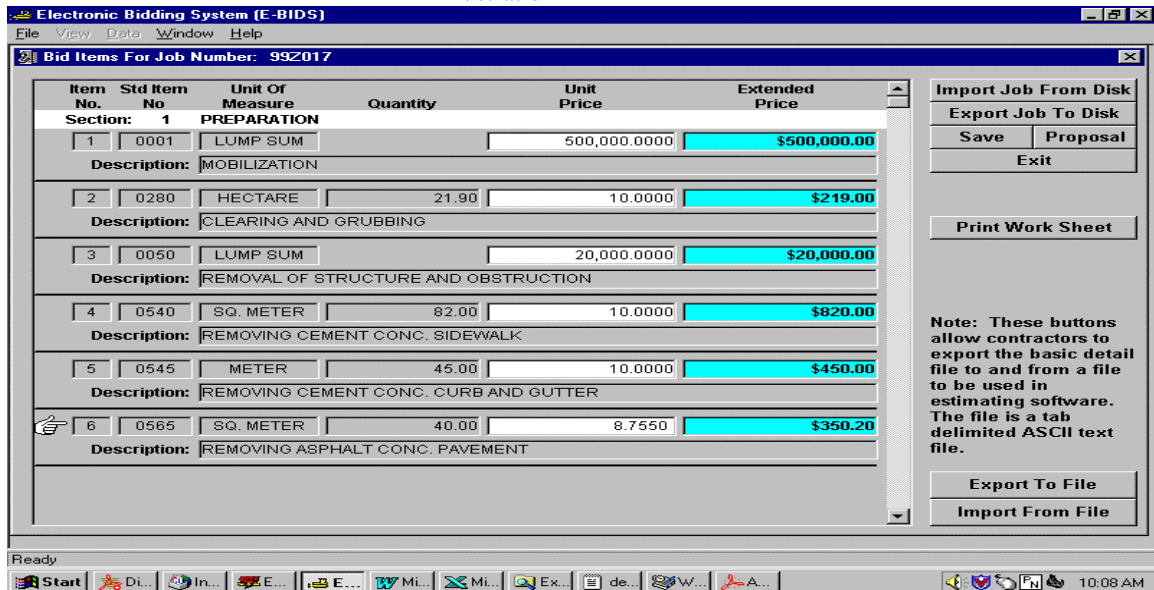 Electronic Bidding System (E-BIDS)
File View Data Window Help
Bid Items For Job Number: 99Z017
Item No. Std Item No Unit Of Measure Quantity Unit Price Extended Price
Section: 1 PREPARATION
1 0001 LUMP SUM 500,000.0000 $500,000.00
Description: MOBILIZATION
2 0280 HECTARE 21.90 10.0000 $219.00
Description: CLEARING AND GRUBBING
3 0050 LUMP SUM 20,000.0000 $20,000.00
Description: REMOVAL OF STRUCTURE AND OBSTRUCTION
4 0540 SQ. METER 82.00 10.0000 $820.00
Description: REMOVING CEMENT CONC. SIDEWALK
5 0545 METER 45.00 10.0000 $450.00
Description: REMOVING CEMENT CONC. CURB AND GUTTER
6 0565 SQ. METER 40.00 8.7550 $350.20
Description: REMOVING ASPHALT CONC. PAVEMENT
Import Job From Disk
Export Job To Disk
Save Proposal
Exit
Print Work Sheet
Note: These buttons
allow contractors to
export the basic detail
file to and from a file
to be used in
estimating software.
The file is a tab
delimited ASCII text
file.
Export To File
Import From File
Ready
Start Di... In... E... E... Mi... Mi... Ex... de... W... A... PN 10:08 AM